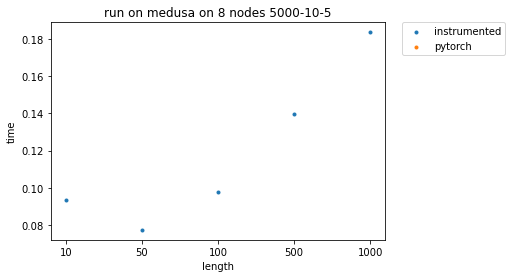 run on medusa on 8 nodes 5000-10-5
instrumented
pytorch
0.18
0.16
0.14
0.12
0.10
0.08
time
10 50 100 500 1000
length